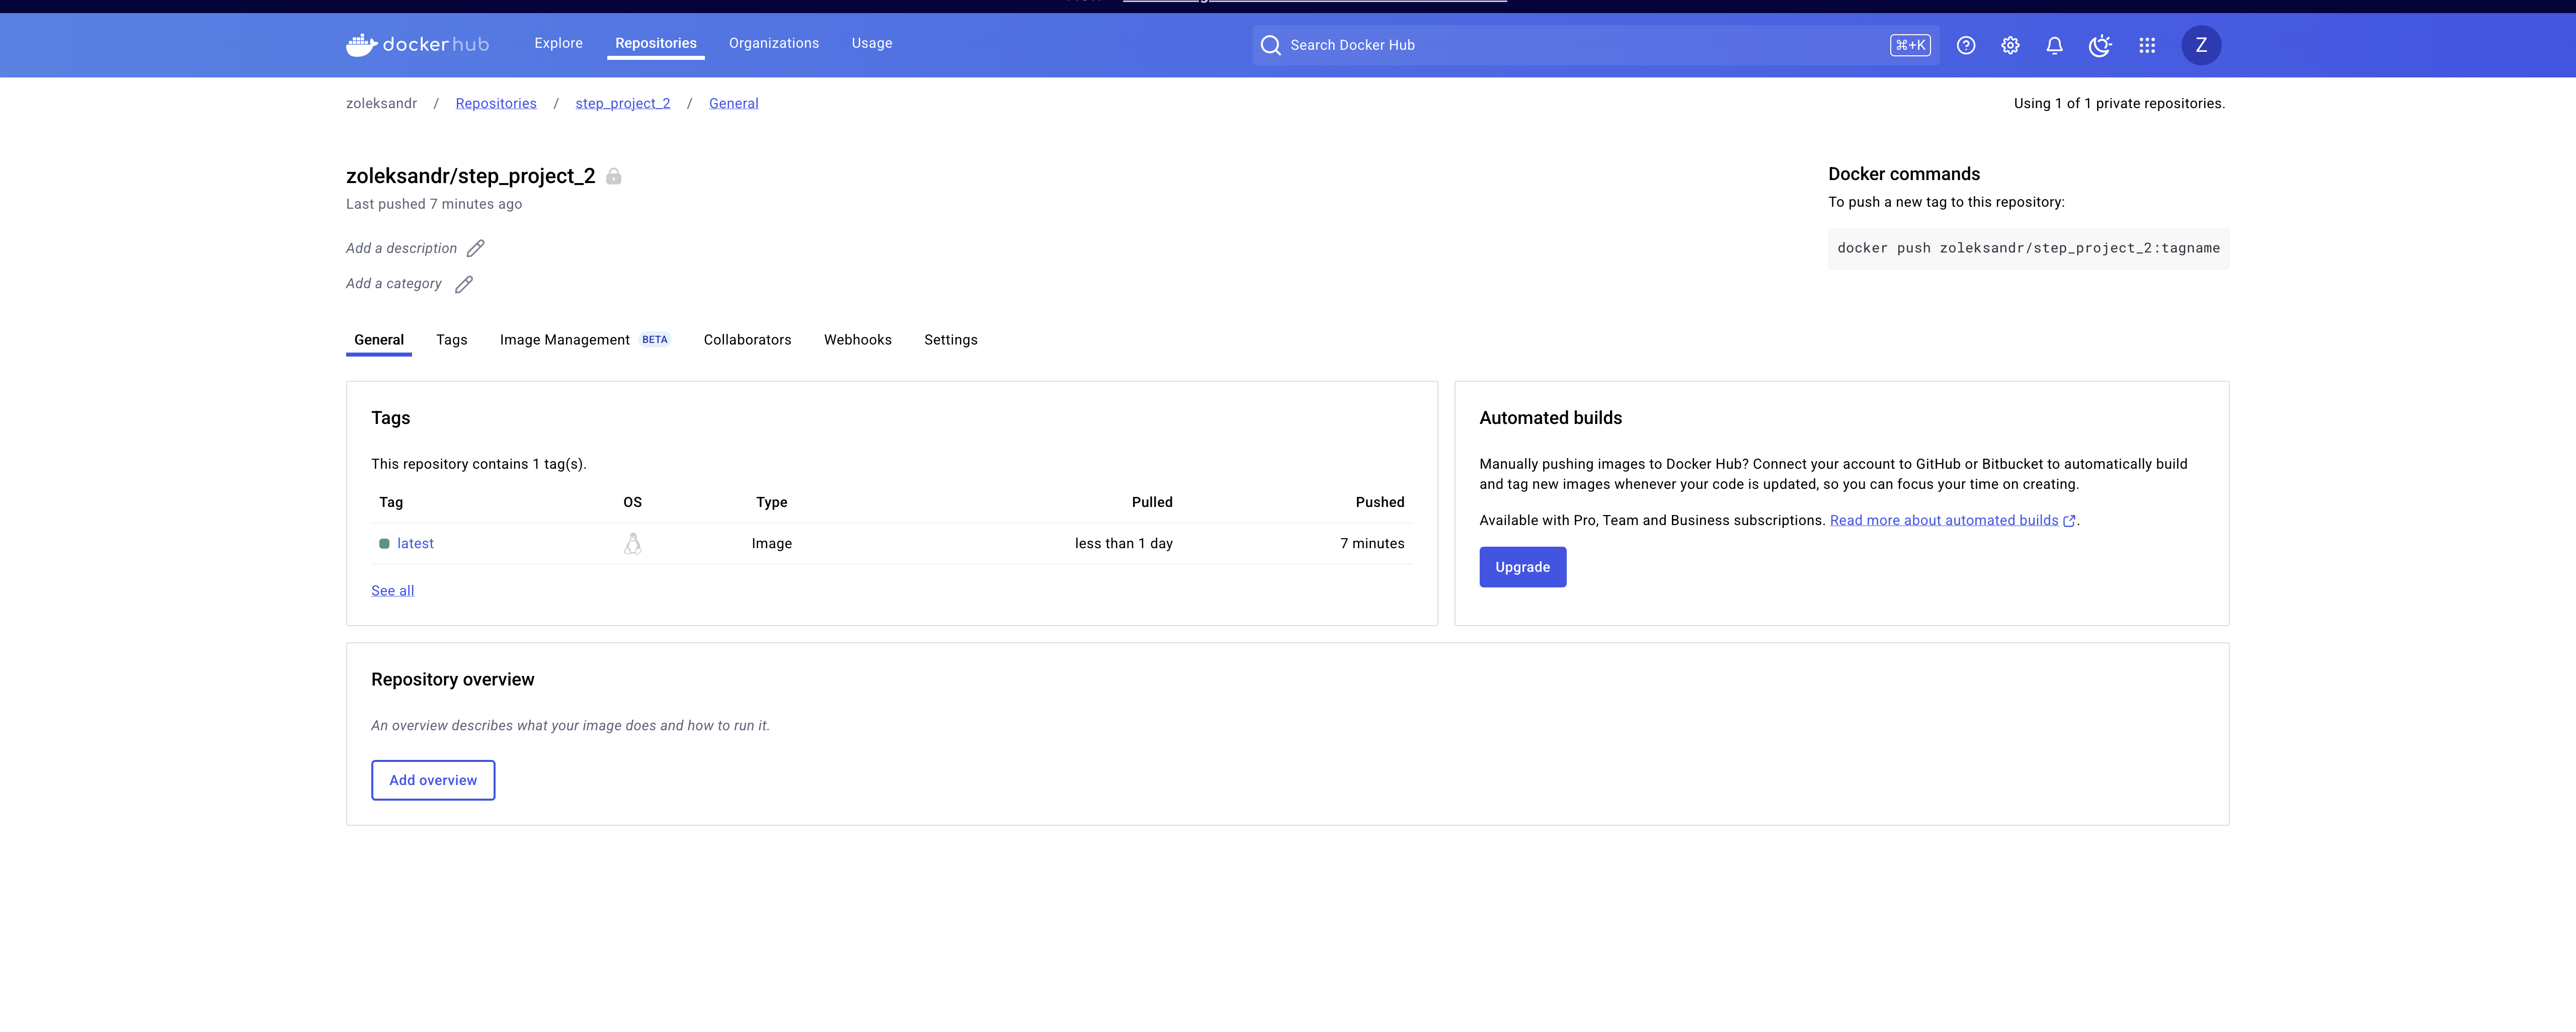 dockerhub Explore Repositories Organizations Usage Search Docker Hub ⌘+K Z
zoleksandr / Repositories / step_project_2 / General Using 1 of 1 private repositories.
zoleksandr/step_project_2
Last pushed 7 minutes ago
Add a description
Add a category
Docker commands
To push a new tag to this repository:
docker push zoleksandr/step_project_2:tagname
General Tags Image Management BETA Collaborators Webhooks Settings
Tags
This repository contains 1 tag(s).
Tag OS Type Pulled Pushed
latest Image less than 1 day 7 minutes
See all
Automated builds
Manually pushing images to Docker Hub? Connect your account to GitHub or Bitbucket to automatically build
and tag new images whenever your code is updated, so you can focus your time on creating.
Available with Pro, Team and Business subscriptions. Read more about automated builds.
Upgrade
Repository overview
An overview describes what your image does and how to run it.
Add overview